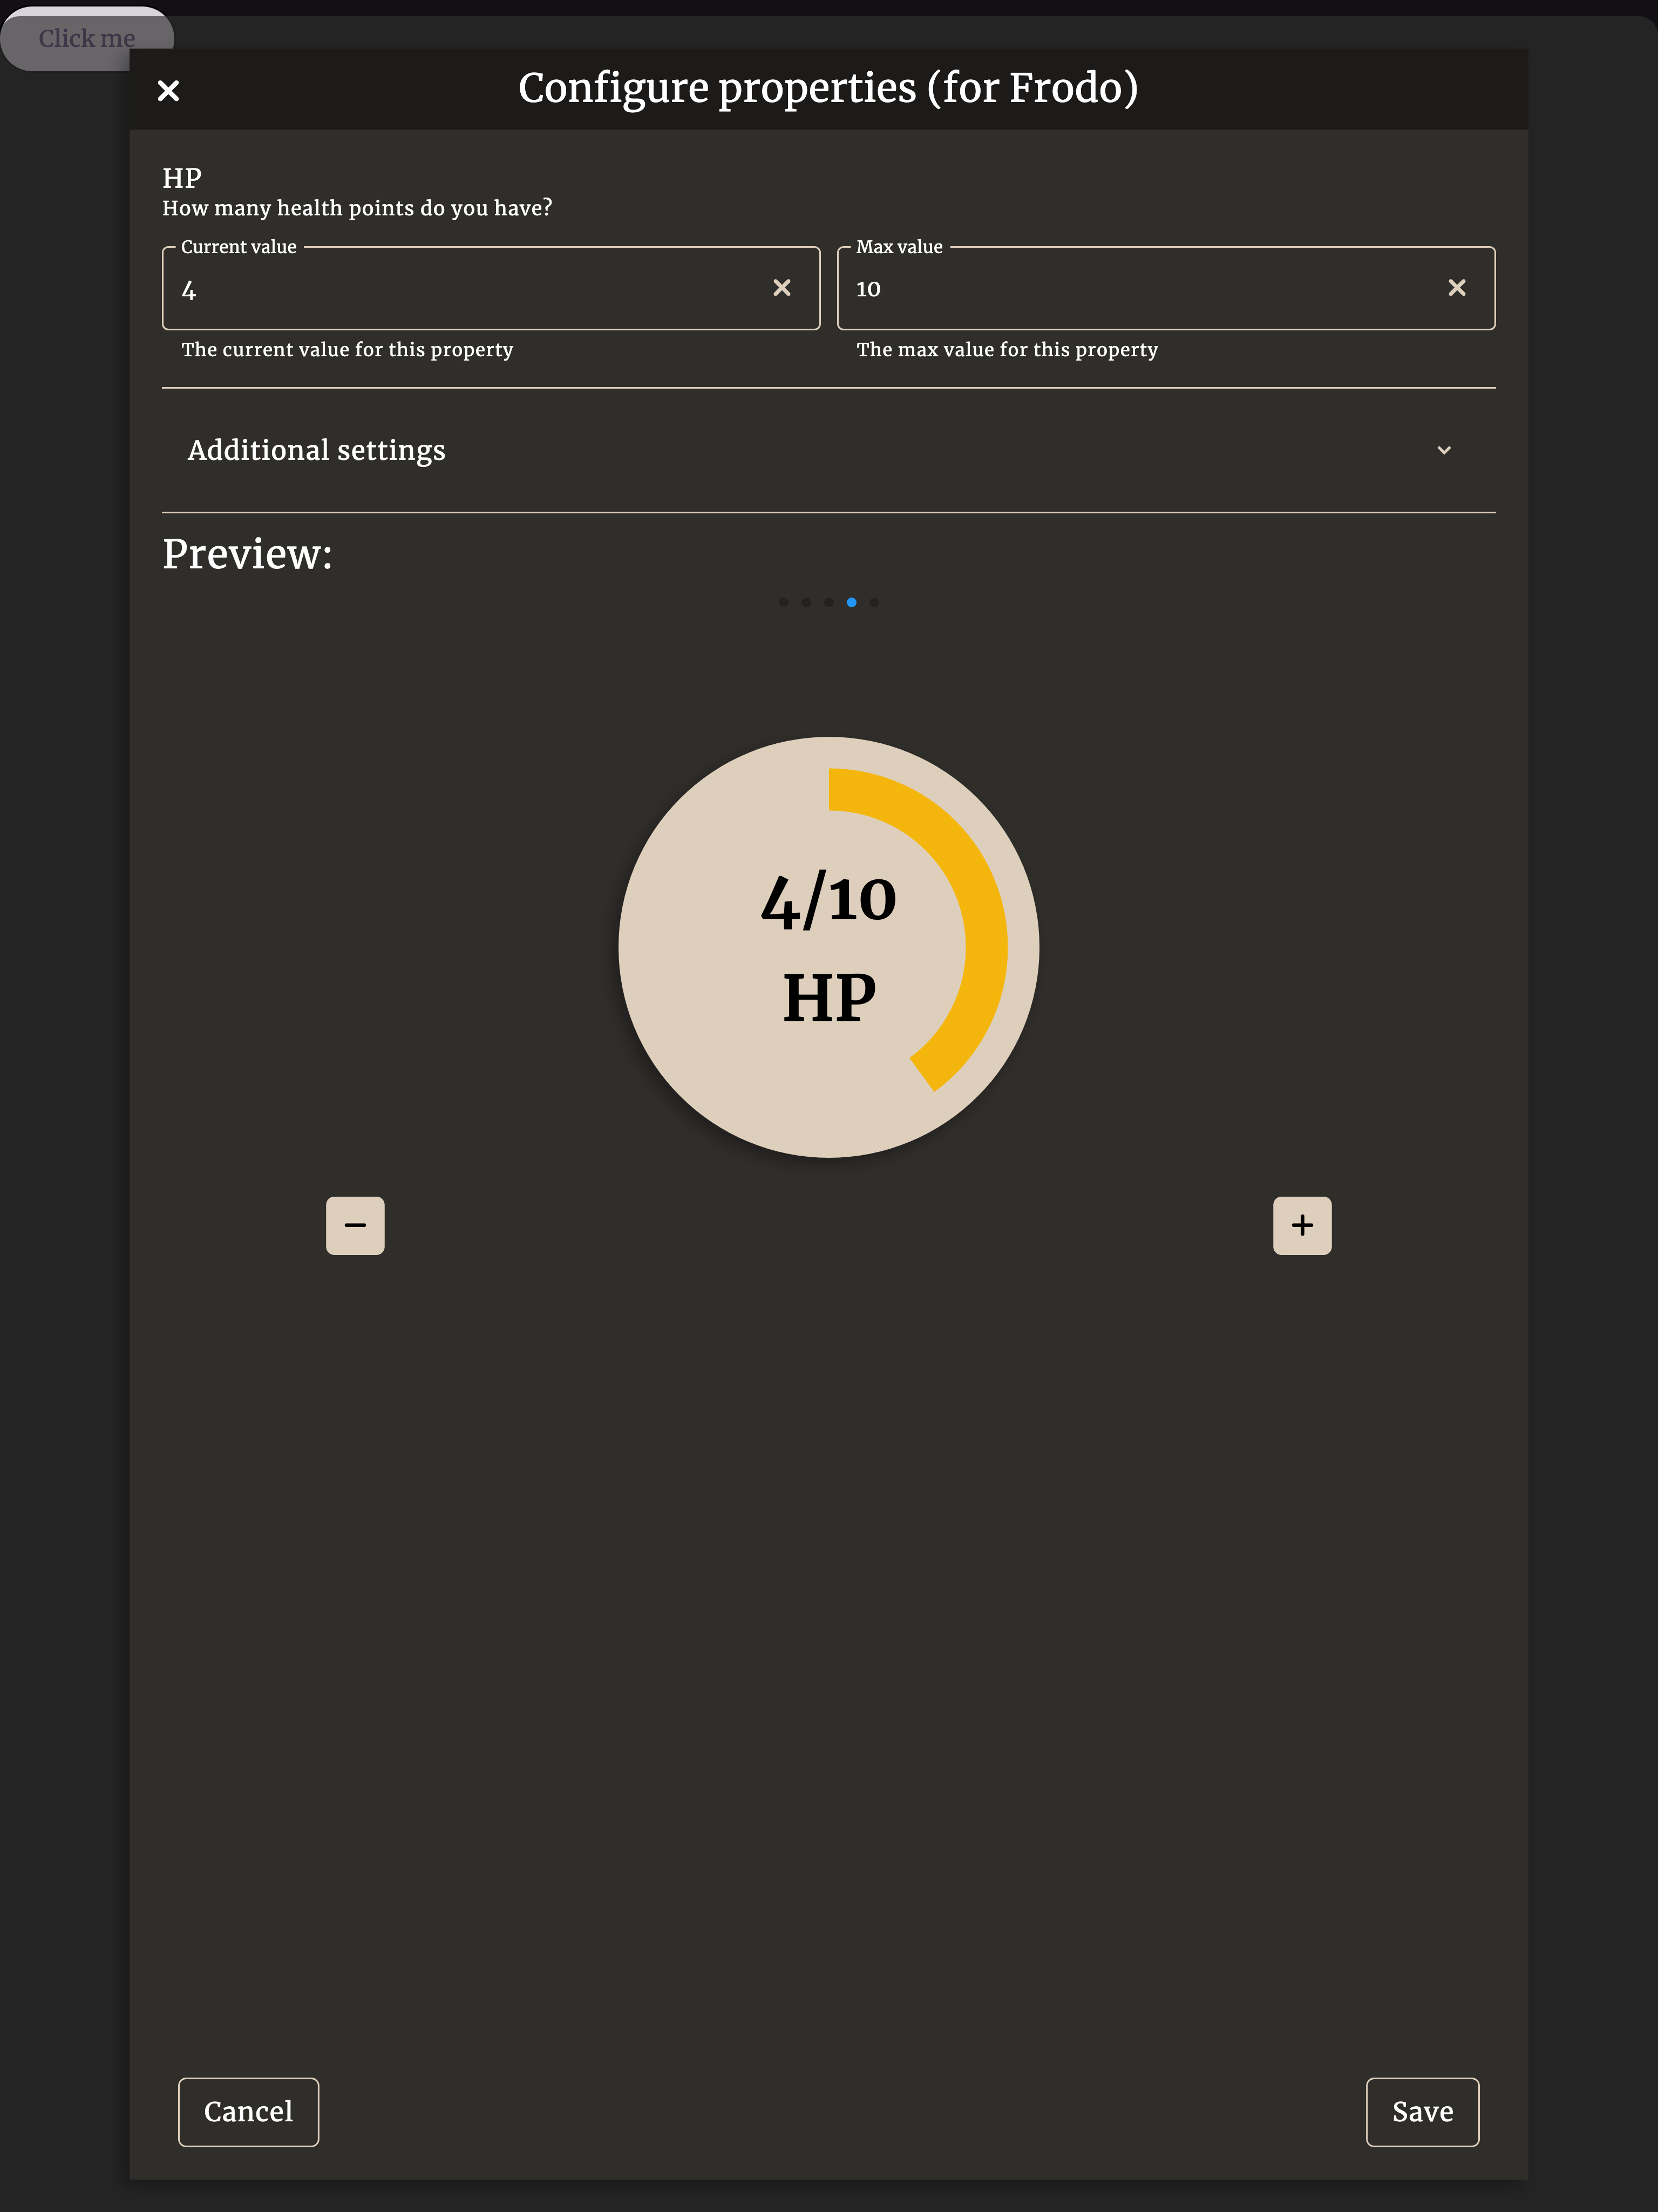 Click me
Configure properties (for Frodo)
HP
How many health points do you have?
Current value
4
The current value for this property
Max value
10
The max value for this property
Additional settings
Preview:
4/10
HP
Cancel
Save